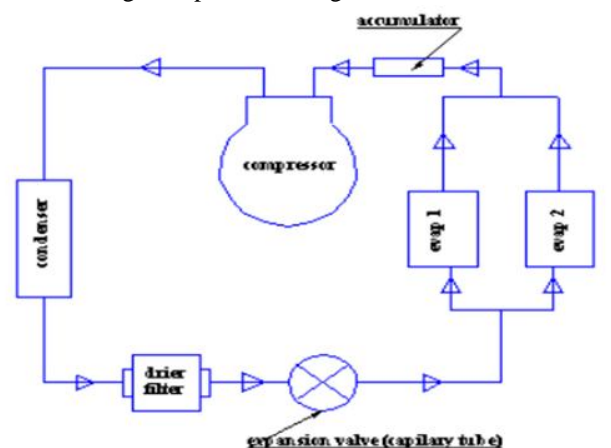 accumulator
compressor
condenser
evap 1
evap 2
drier
filter
expansion valve (capilary tube)